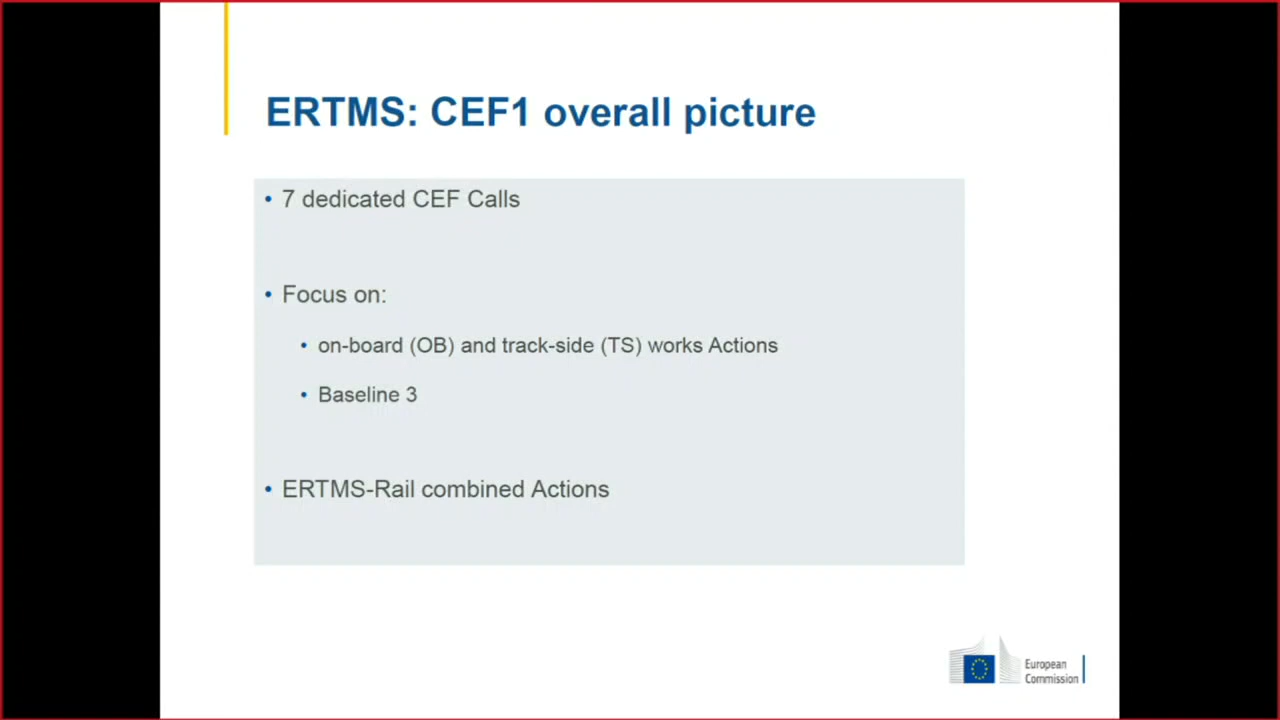 ERTMS: CEF1 overall picture
• 7 dedicated CEF Calls
• Focus on:
• on-board (OB) and track-side (TS) works Actions
• Baseline 3
• ERTMS-Rail combined Actions
European
Commission